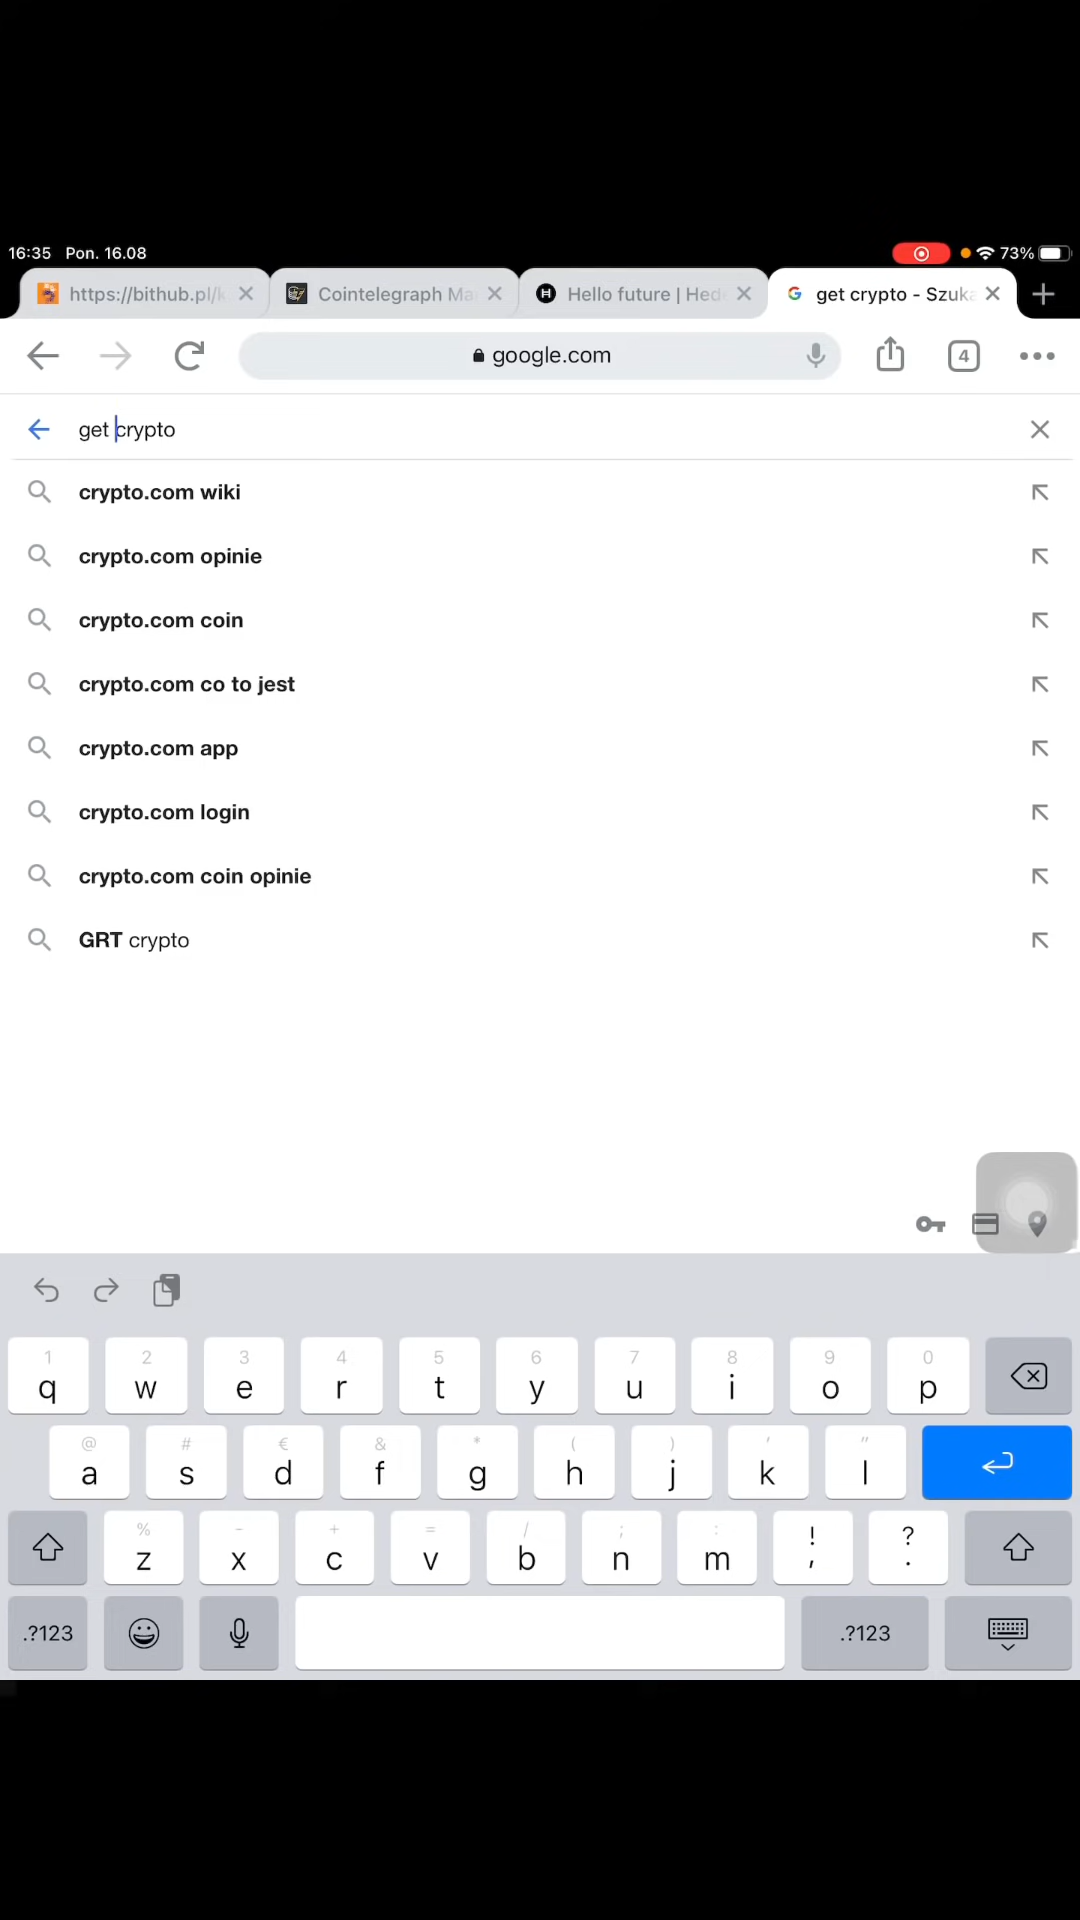 16:35 Pon. 16.08 73%
https://bithub.pl/k Cointelegraph Ma Hello future | Hed get crypto - Szuka
google.com 4
get crypto
crypto.com wiki
crypto.com opinie
crypto.com coin
crypto.com co to jest
crypto.com app
crypto.com login
crypto.com coin opinie
GRT crypto
1 2 3 4 5 6 7 8 9 0
q w e r t y u i o p
@ # € & * ( ) ' "
a s d f g h j k l
% - + = / ; : ! ?
z x c v b n m , .
.?123 .?123